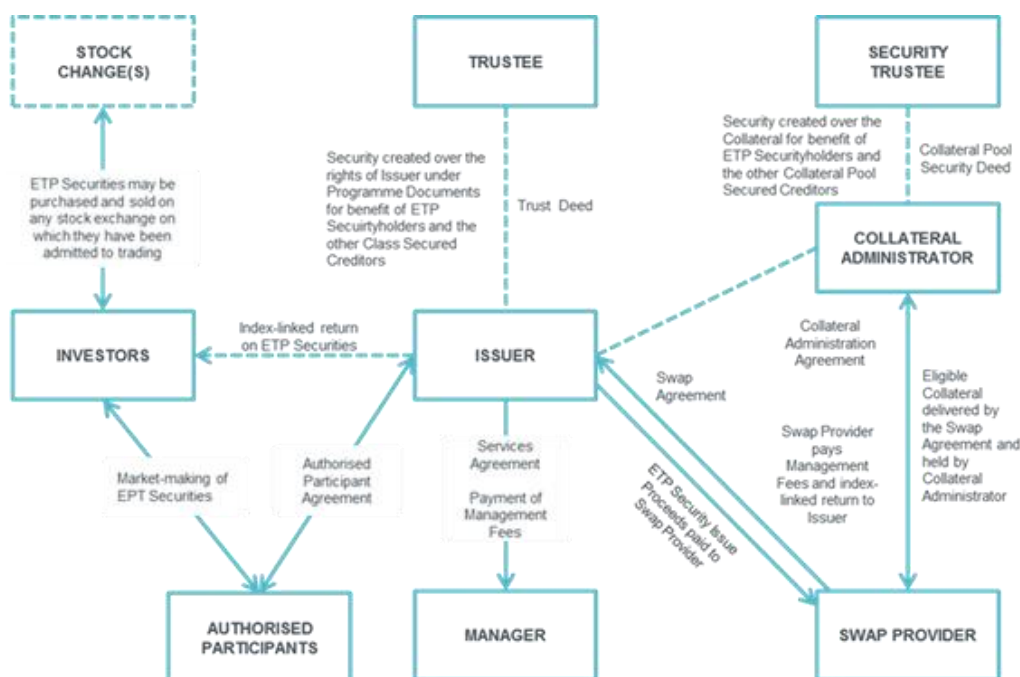 STOCK
CHANGE(S)
TRUSTEE
SECURITY
TRUSTEE
ETP Securities may be
purchased and sold on
any stock exchange on
which they have been
admitted to trading
Security created over the
rights of Issuer under
Programme Documents
for benefit of ETP
Secuirtyholders and the
other Class Secured
Creditors
Trust Deed
Security created over the
Collateral for benefit of
ETP Securityholders and
the other Collateral Pool
Secured Creditors
Collateral Pool
Security Deed
COLLATERAL
ADMINISTRATOR
INVESTORS
Index-linked return
on ETP Securities
ISSUER
Collateral
Administration
Agreement
Swap
Agreement
Eligible
Collateral
delivered by
the Swap
Agreement and
held by
Collateral
Administrator
Market-making of
EPT Securities
Authorised
Participant
Agreement
Services
Agreement
Payment of
Management
Fees
ETP Security Issue
Proceeds paid to
Swap Provider
Swap Provider
pays
Management
Fees and index-
linked return to
Issuer
AUTHORISED
PARTICIPANTS
MANAGER
SWAP PROVIDER